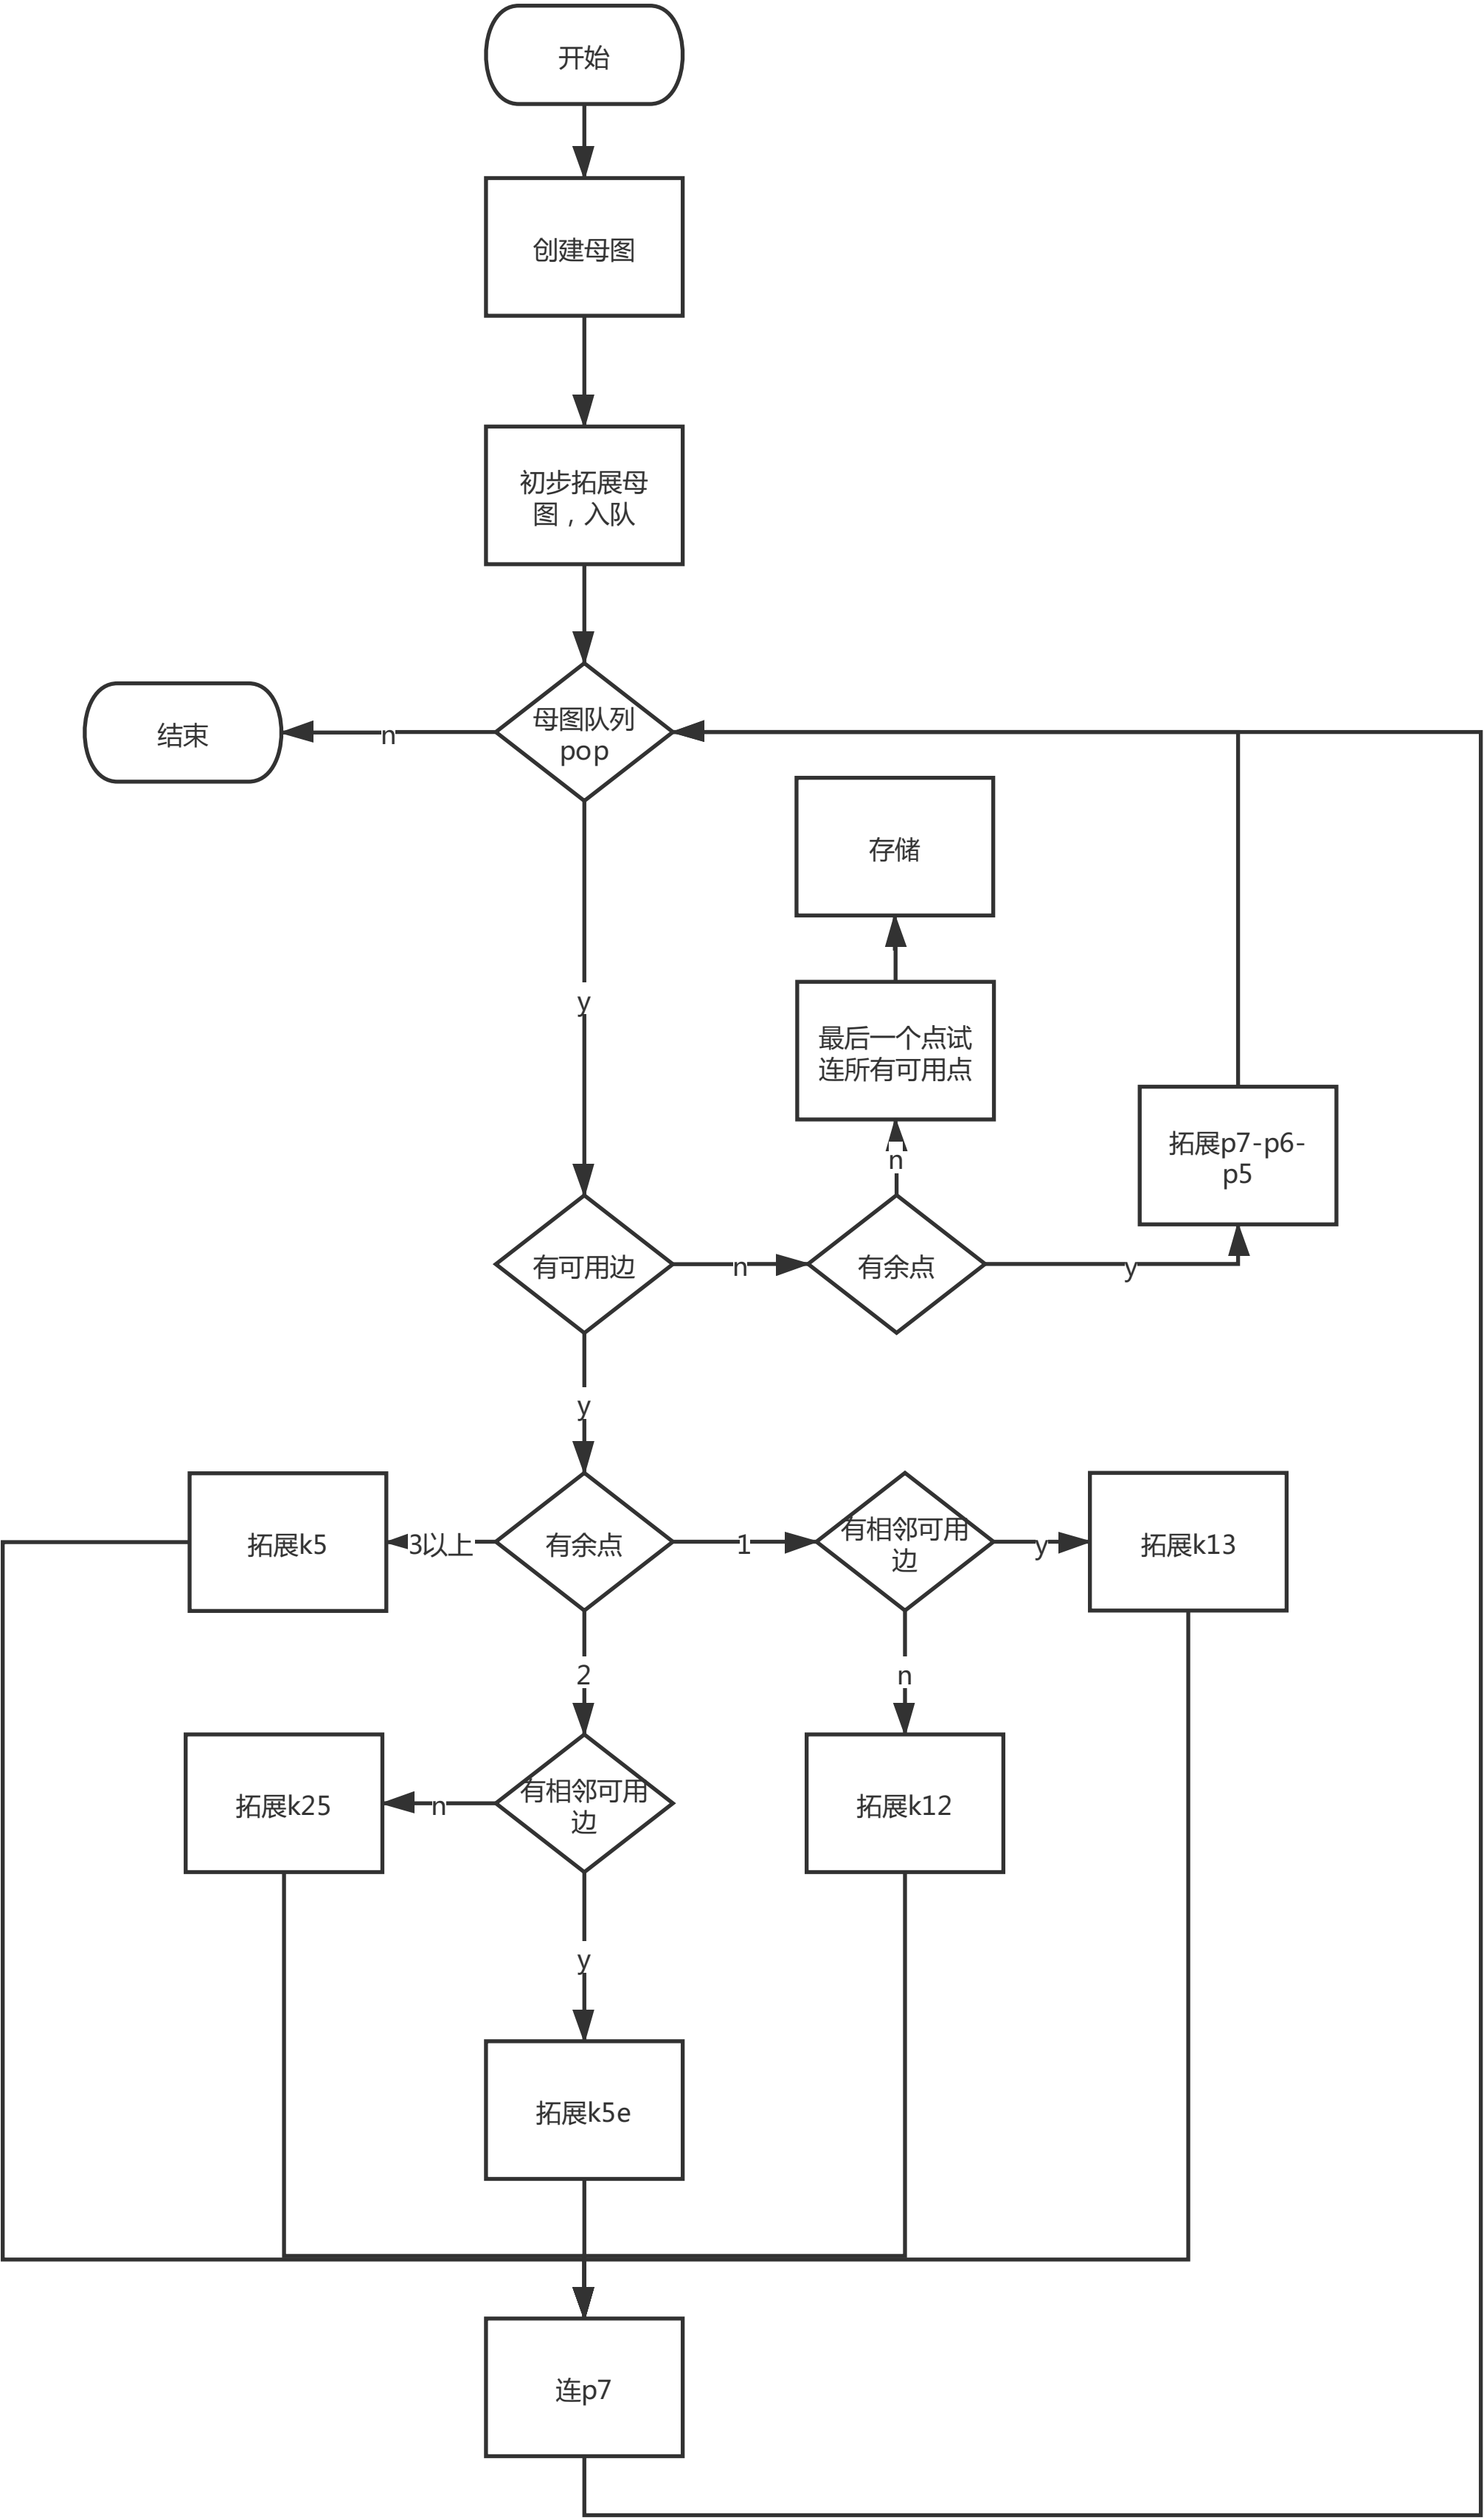 开始
创建母图
初步拓展母
图，入队
母图队列
pop
n
结束
存储
y
最后一个点试
连所有可用点
拓展p7-p6-
p5
n
有可用边
n
有余点
y
y
拓展k5
3以上
有余点
1
有相邻可用
边
y
拓展k13
2
n
拓展k25
n
有相邻可用
边
拓展k12
y
拓展k5e
连p7